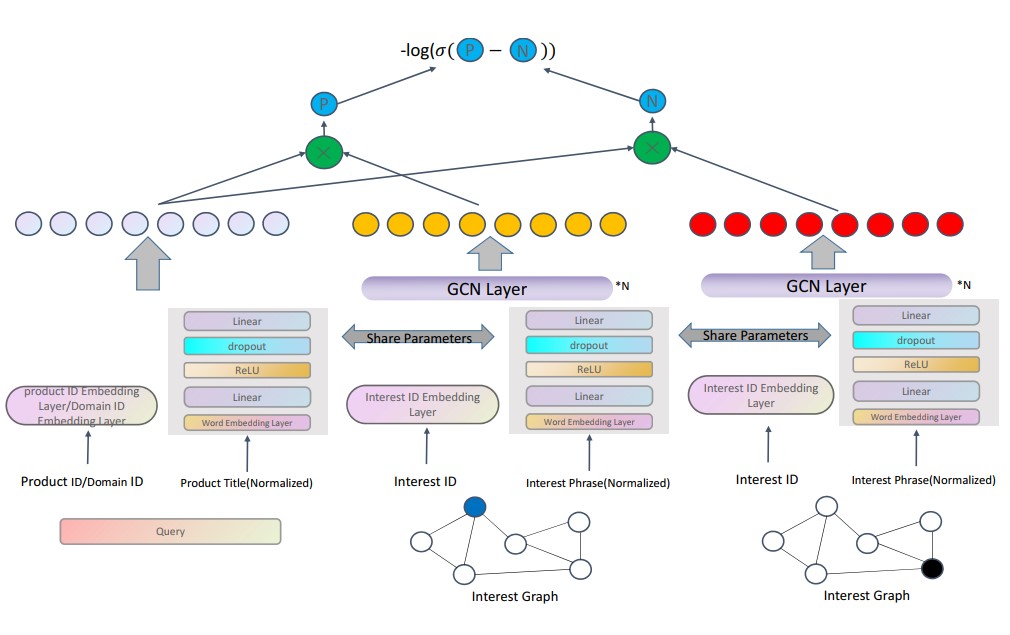 -log(σ( P − N ))
P
N
×
×
GCN Layer *N
GCN Layer *N
Linear
dropout
ReLU
Linear
Word Embedding Layer
product ID Embedding
Layer/Domain ID
Embedding Layer
Share Parameters
Linear
dropout
ReLU
Linear
Word Embedding Layer
Interest ID Embedding
Layer
Share Parameters
Linear
dropout
ReLU
Linear
Word Embedding Layer
Interest ID Embedding
Layer
Product ID/Domain ID
Product Title(Normalized)
Interest ID
Interest Phrase(Normalized)
Interest ID
Interest Phrase(Normalized)
Query
Interest Graph
Interest Graph